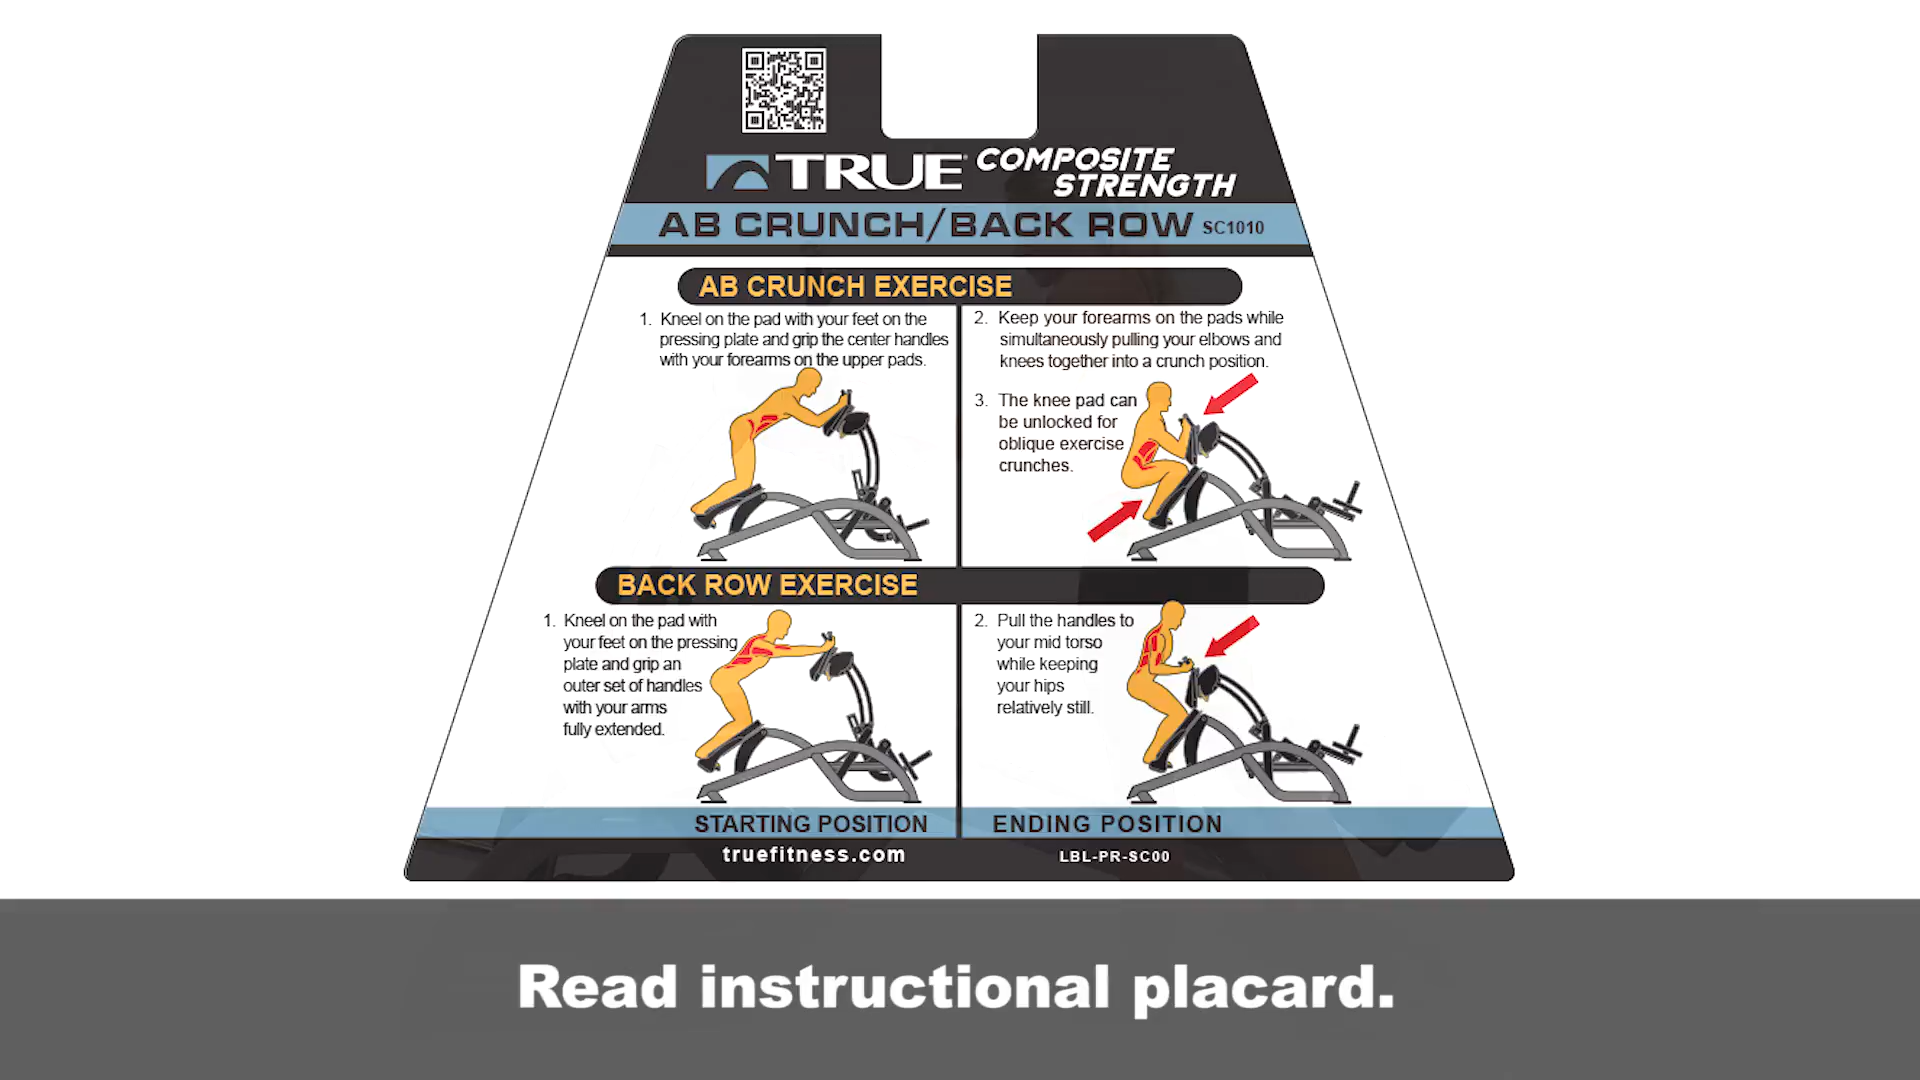 TRUE COMPOSITE
STRENGTH
AB CRUNCH/BACK ROW SC1010
AB CRUNCH EXERCISE
1. Kneel on the pad with your feet on the
pressing plate and grip the center handles
with your forearms on the upper pads.
2. Keep your forearms on the pads while
simultaneously pulling your elbows and
knees together into a crunch position.
3. The knee pad can
be unlocked for
oblique exercise
crunches.
BACK ROW EXERCISE
1. Kneel on the pad with
your feet on the pressing
plate and grip an
outer set of handles
with your arms
fully extended.
2. Pull the handles to
your mid torso
while keeping
your hips
relatively still.
STARTING POSITION
ENDING POSITION
truefitness.com
LBL-PR-SC00
Read instructional placard.